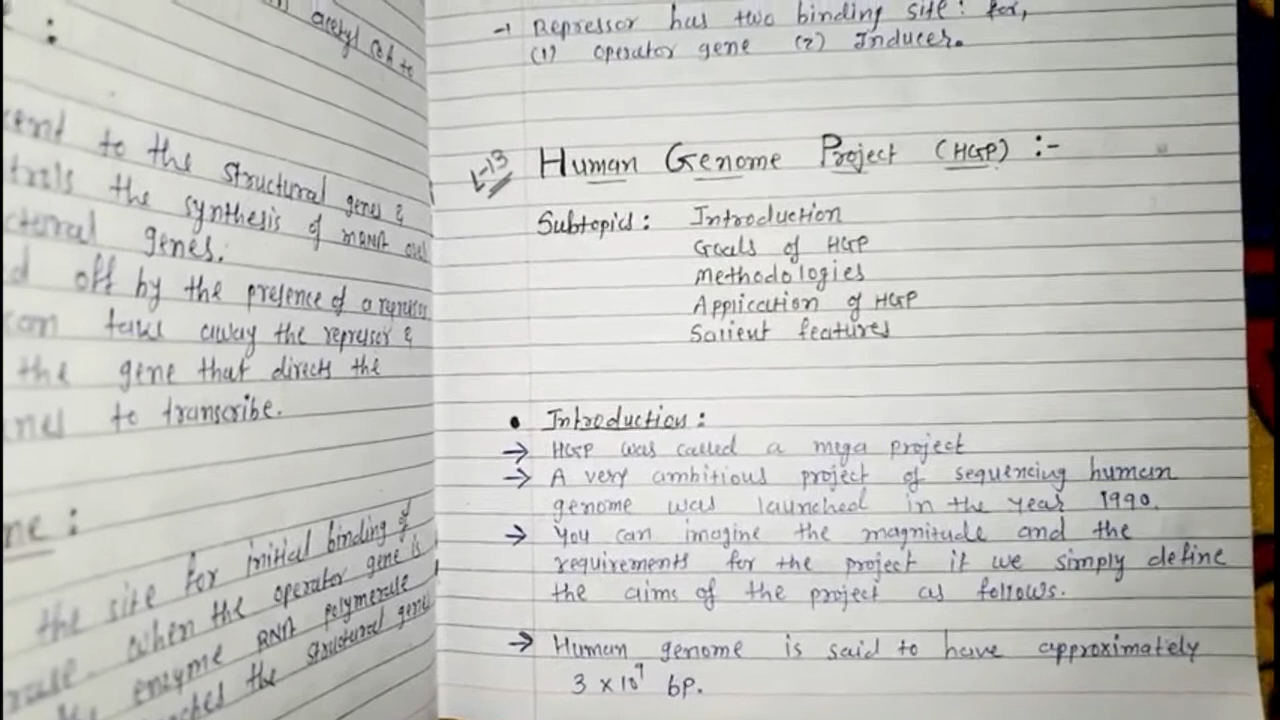 acetyl CoA to
:
to the structural genes &
the synthesis of mRNA
genes.
off by the presence of a repressor
take away the repressor &
the gene that directs the
to transcribe.
:
the site for initial binding of
when the operator gene is
enzyme RNA polymerase
the structural gene
→ Repressor has two binding site: for,
(1) operator gene (2) Inducer.
L-13 Human Genome Project (HGP) :-
Subtopics: Introduction
Goals of HGP
Methodologies
Application of HGP
Salient features
• Introduction:
→ HGP was called a mega project
→ A very ambitious project of sequencing human
genome was launched in the year 1990.
→ You can imagine the magnitude and the
requirements for the project if we simply define
the aims of the project as follows.
→ Human genome is said to have approximately
3 x 10⁹ bp.